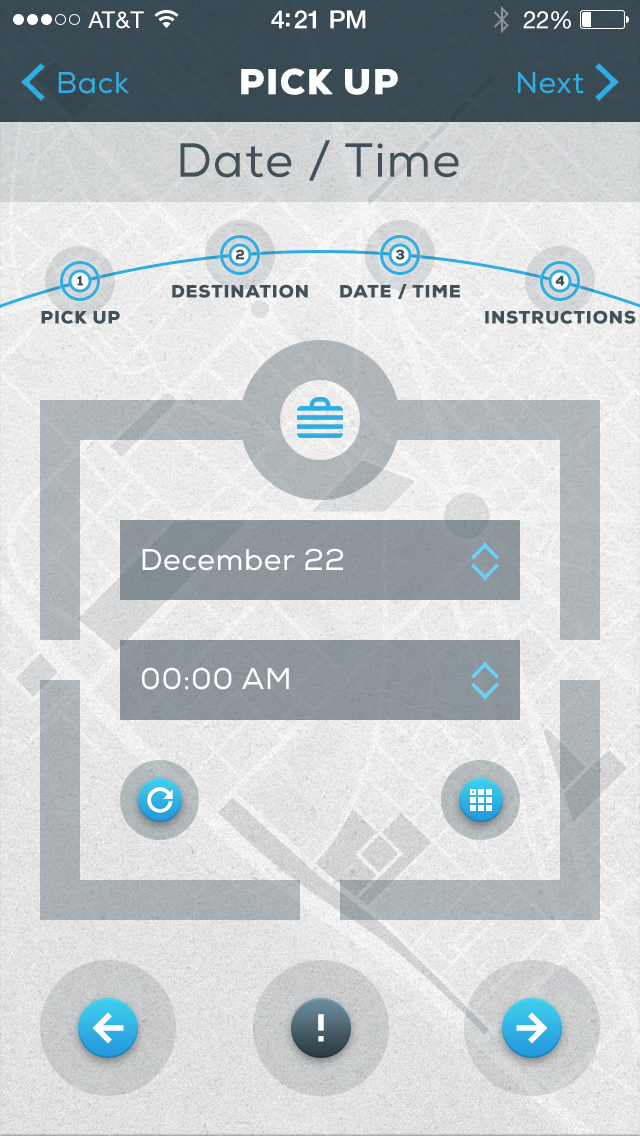 AT&T 4:21 PM 22%
Back PICK UP Next
Date / Time
1 2 3 4
PICK UP DESTINATION DATE / TIME INSTRUCTIONS
December 22
00:00 AM
!